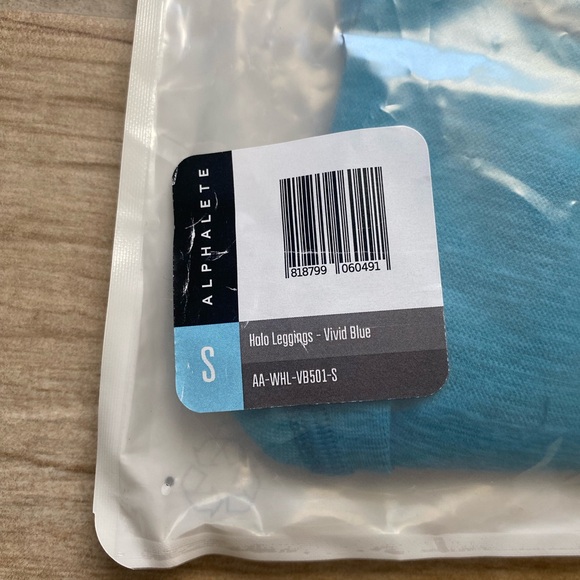 ALPHALETE
818799 060491
S
Halo Leggings - Vivid Blue
AA-WHL-VB501-S